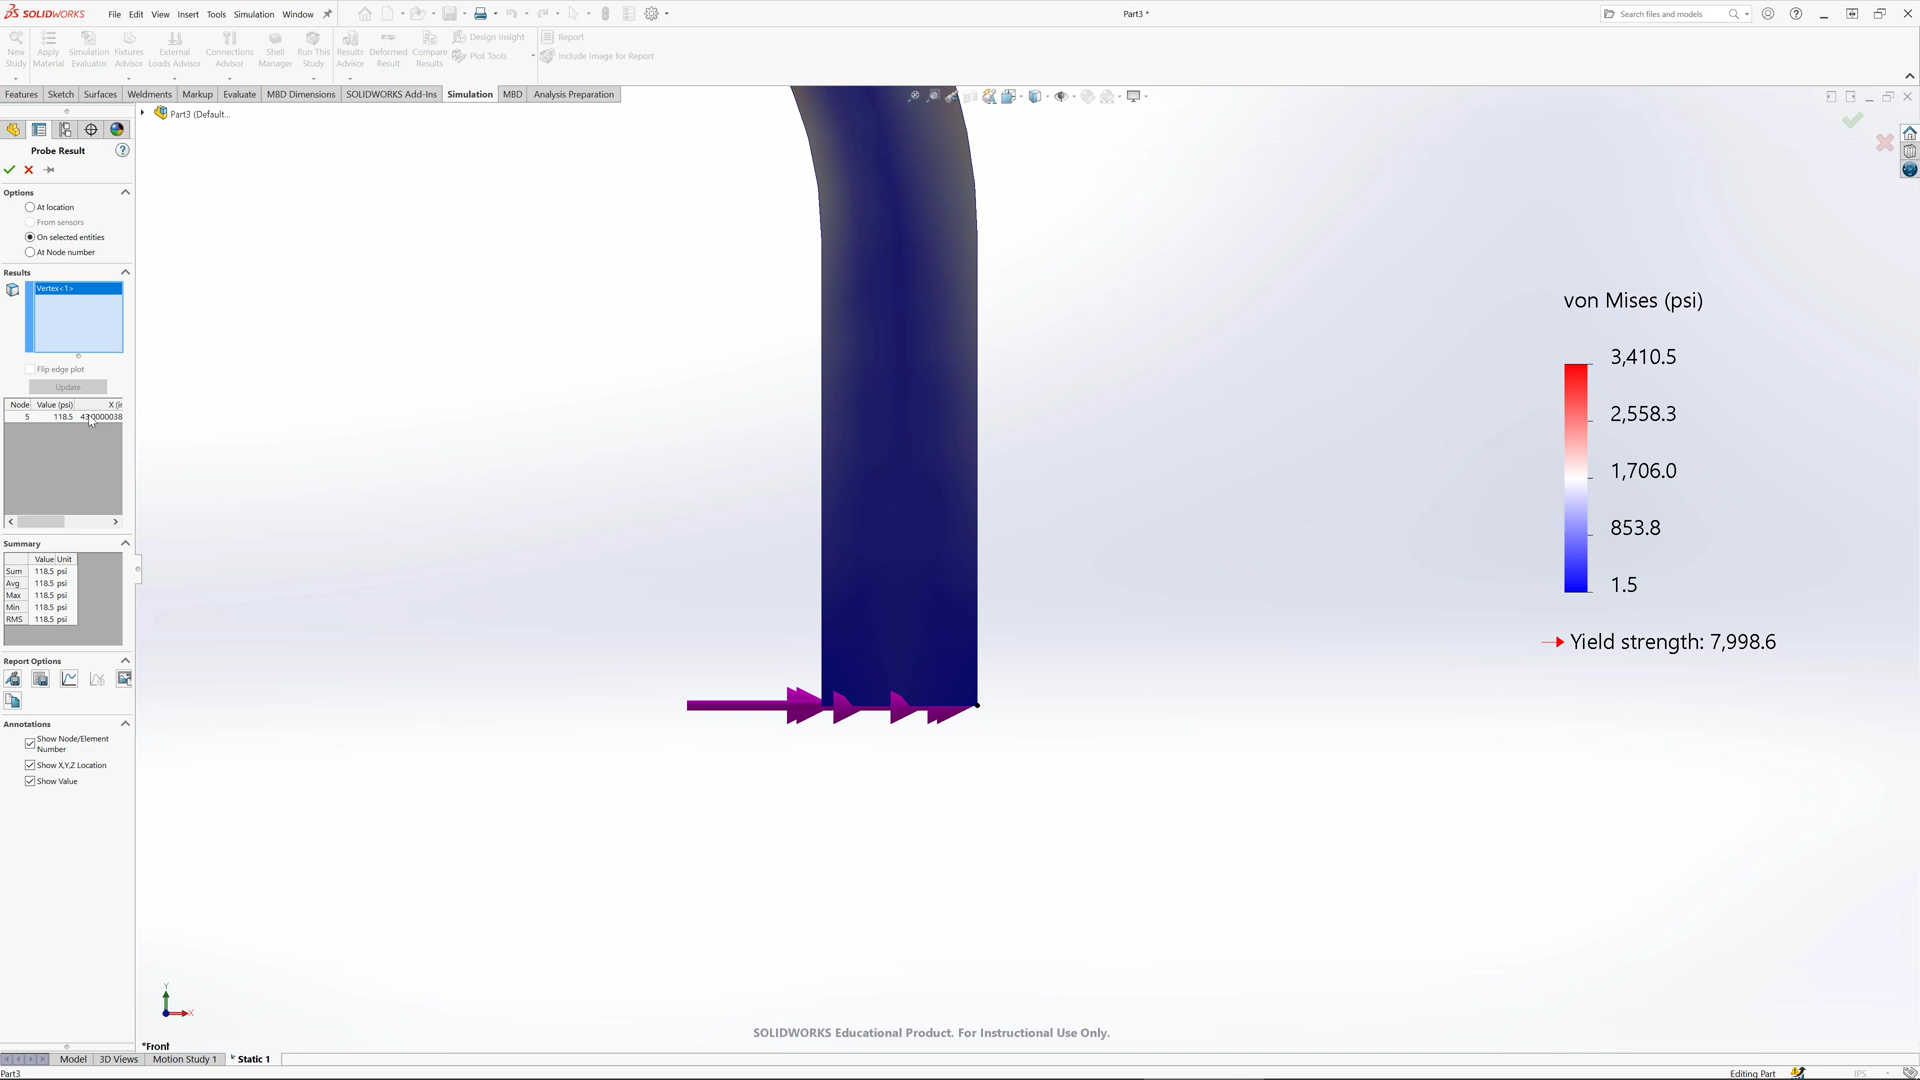 SOLIDWORKS
File Edit View Insert Tools Simulation Window
Part3 *
Search files and models
New Study
Apply Material
Simulation Evaluator
Fixtures Advisor
External Loads Advisor
Connections Advisor
Shell Manager
Run This Study
Results Advisor
Deformed Result
Compare Results
Design Insight
Plot Tools
Report
Include Image for Report
Features Sketch Surfaces Weldments Markup Evaluate MBD Dimensions SOLIDWORKS Add-Ins Simulation MBD Analysis Preparation
Part3 (Default...
Probe Result
Options
At location
From sensors
On selected entities
At Node number
Results
Vertex<1>
Flip edge plot
Update
Node Value (psi) X (ir
5 118.5
Summary
Value Unit
Sum 118.5 psi
Avg 118.5 psi
Max 118.5 psi
Min 118.5 psi
RMS 118.5 psi
Report Options
Annotations
Show Node/Element
Number
Show X,Y,Z Location
Show Value
von Mises (psi)
3,410.5
2,558.3
1,706.0
853.8
1.5
Yield strength: 7,998.6
Y
X
SOLIDWORKS Educational Product. For Instructional Use Only.
*Front
Model 3D Views Motion Study 1 Static 1
Part3
Editing Part
IPS